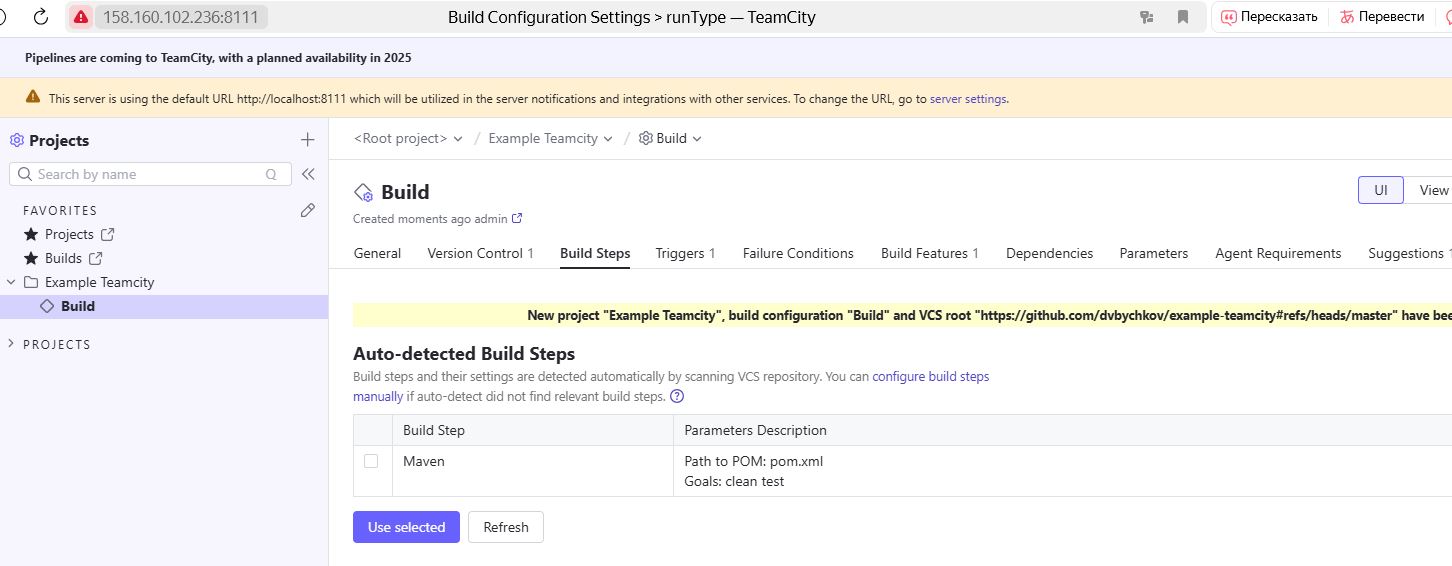 158.160.102.236:8111
Build Configuration Settings > runType — TeamCity
Пересказать
Перевести
Pipelines are coming to TeamCity, with a planned availability in 2025
This server is using the default URL http://localhost:8111 which will be utilized in the server notifications and integrations with other services. To change the URL, go to server settings.
Projects
Search by name
Q
FAVORITES
Projects
Builds
Example Teamcity
Build
PROJECTS
<Root project> / Example Teamcity / Build
Build
UI View
Created moments ago admin
General Version Control 1 Build Steps Triggers 1 Failure Conditions Build Features 1 Dependencies Parameters Agent Requirements Suggestions 1
New project "Example Teamcity", build configuration "Build" and VCS root "https://github.com/dvbychkov/example-teamcity#refs/heads/master" have bee
Auto-detected Build Steps
Build steps and their settings are detected automatically by scanning VCS repository. You can configure build steps
manually if auto-detect did not find relevant build steps. ?
Build Step Parameters Description
Maven Path to POM: pom.xml
Goals: clean test
Use selected Refresh